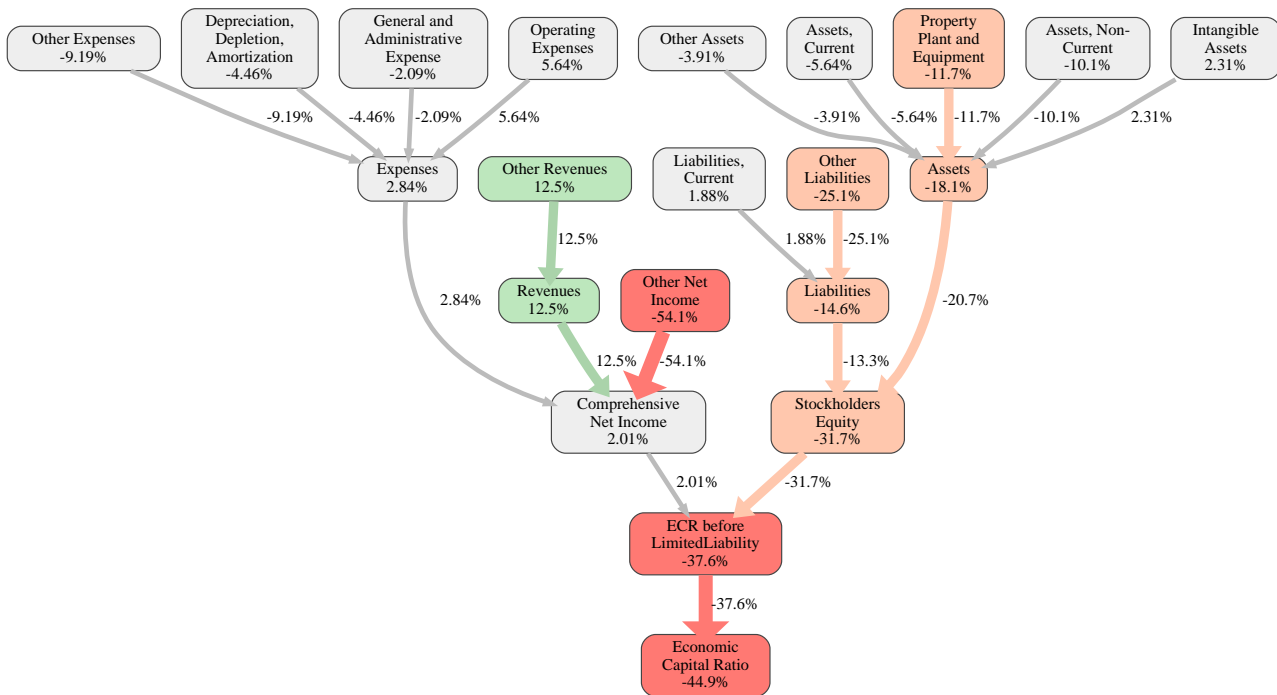 Other Expenses
-9.19%
Depreciation,
Depletion,
Amortization
-4.46%
General and
Administrative
Expense
-2.09%
Operating
Expenses
5.64%
Other Assets
-3.91%
Assets,
Current
-5.64%
Property
Plant and
Equipment
-11.7%
Assets, Non-
Current
-10.1%
Intangible
Assets
2.31%
-9.19%
-4.46%
-2.09%
5.64%
-3.91%
-5.64%
-11.7%
-10.1%
2.31%
Expenses
2.84%
Other Revenues
12.5%
Liabilities,
Current
1.88%
Other
Liabilities
-25.1%
Assets
-18.1%
12.5%
1.88%
-25.1%
2.84%
Revenues
12.5%
Other Net
Income
-54.1%
Liabilities
-14.6%
-20.7%
12.5%
-54.1%
-13.3%
Comprehensive
Net Income
2.01%
Stockholders
Equity
-31.7%
2.01%
-31.7%
ECR before
LimitedLiability
-37.6%
-37.6%
Economic
Capital Ratio
-44.9%